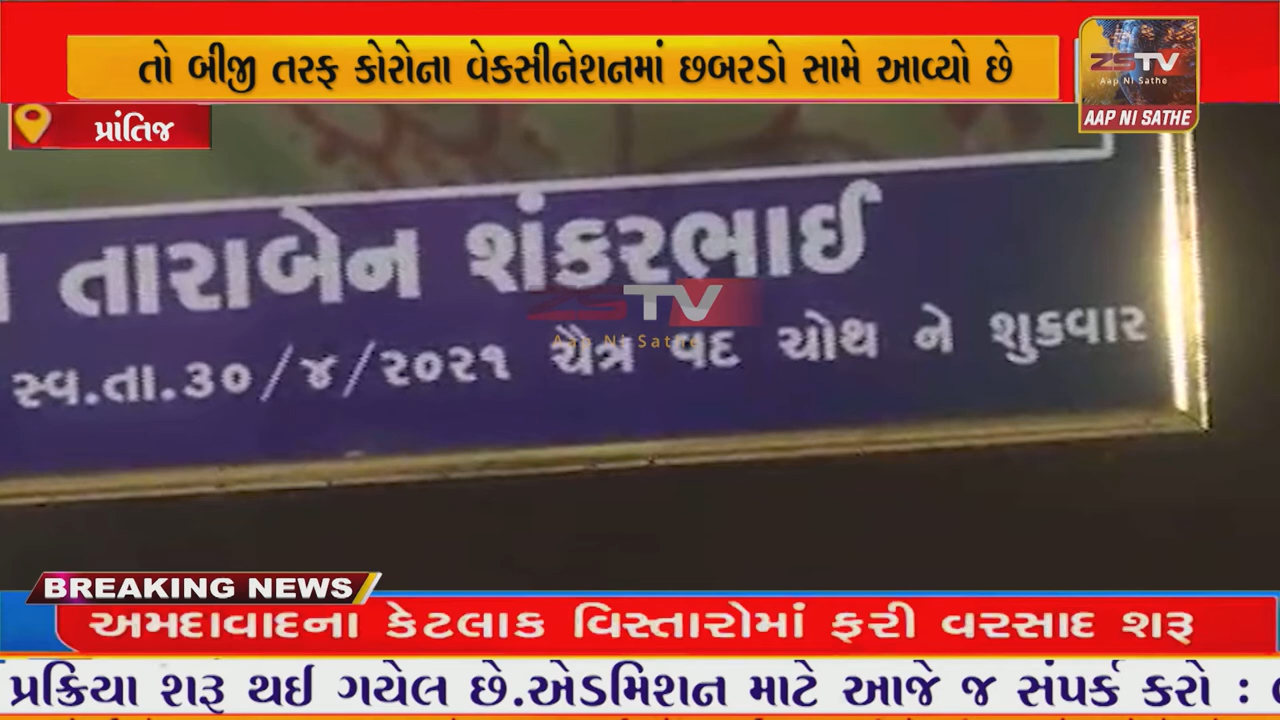 તો બીજી તરફ કોરોના વેકસીનેશનમાં છબરડો સામે આવ્યો છે
ZSTV
Aap Ni Sathe
AAP NI SATHE
પ્રાંતિજ
તારાબેન શંકરભાઈ
ZSTV
Aap Ni Sathe
સ્વ.તા.૩૦/૪/૨૦૨૧ ચૈત્ર વદ ચોથ ને શુક્રવાર
BREAKING NEWS
અમદાવાદના કેટલાક વિસ્તારોમાં ફરી વરસાદ શરૂ
પ્રક્રિયા શરૂ થઈ ગયેલ છે.એડમિશન માટે આજે જ સંપર્ક કરો :